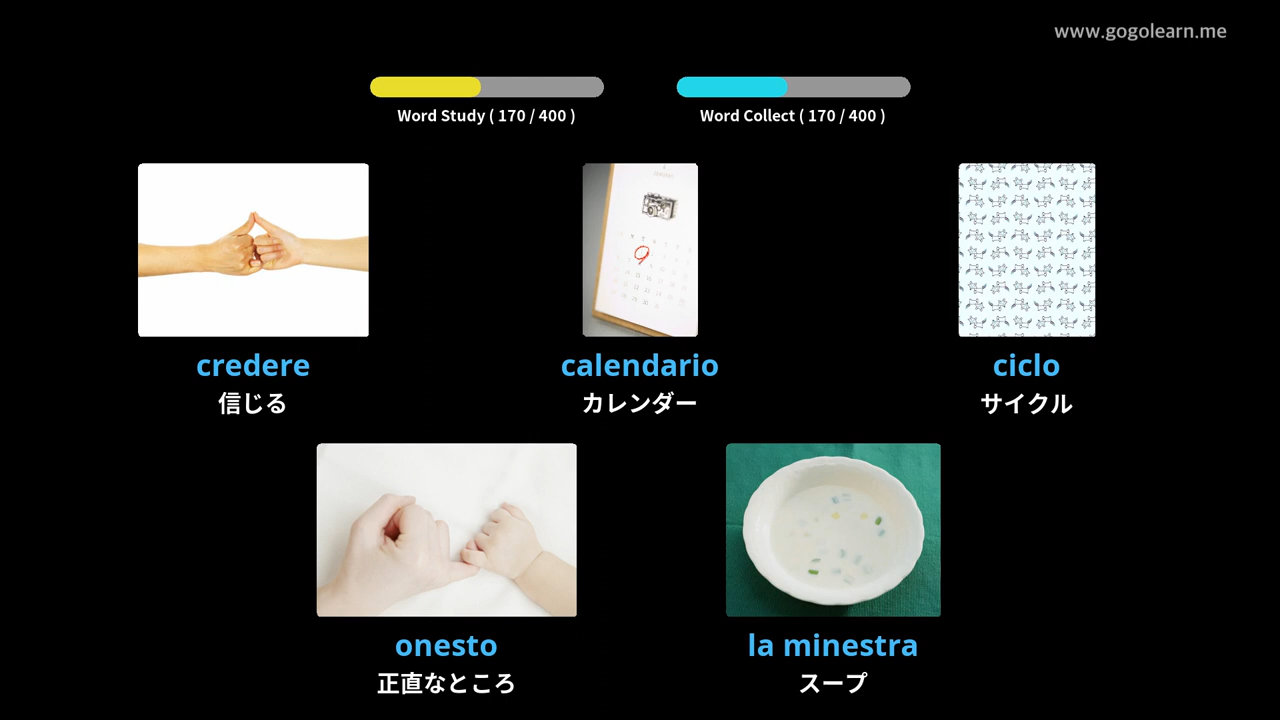 www.gogolearn.me
Word Study ( 170 / 400 )
Word Collect ( 170 / 400 )
credere
信じる
calendario
カレンダー
ciclo
サイクル
onesto
正直なところ
la minestra
スープ